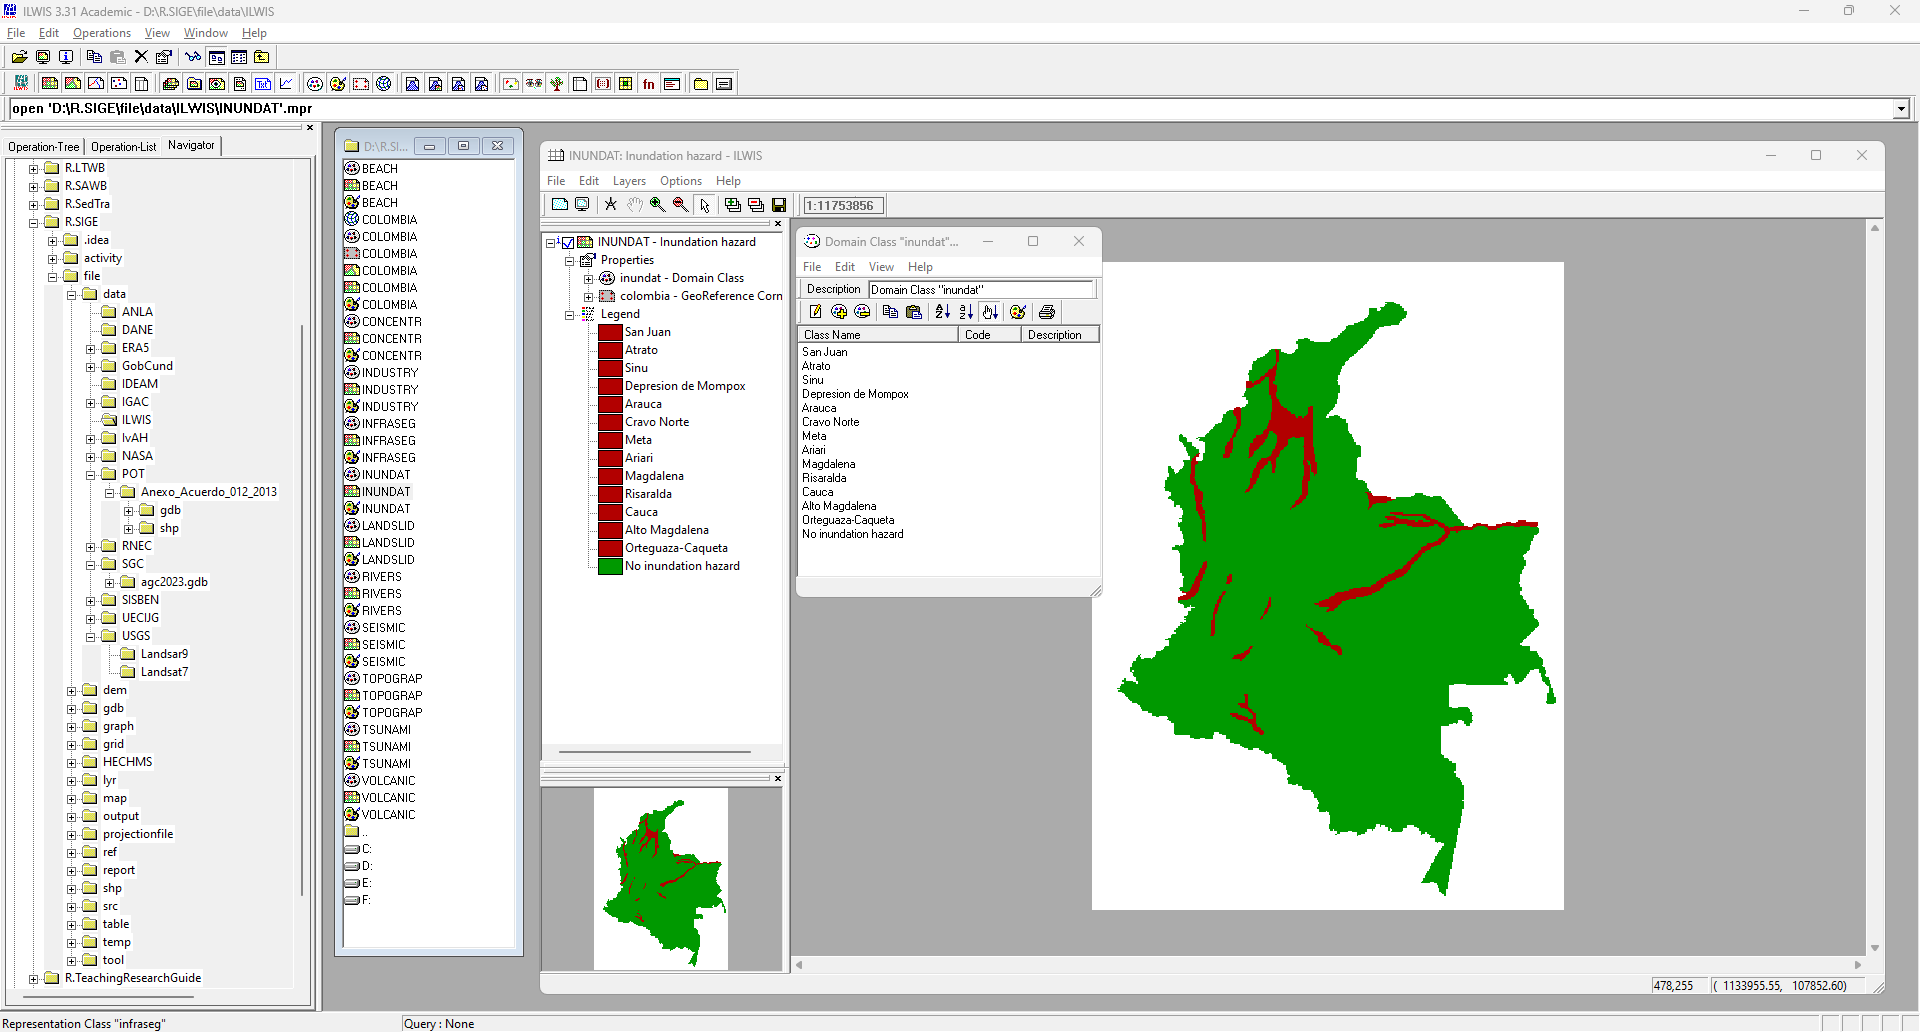 ILWIS 3.31 Academic - D:\R.SIGE\file\data\ILWIS
File Edit Operations View Window Help
open 'D:\R.SIGE\file\data\ILWIS\INUNDAT'.mpr
Operation-Tree Operation-List Navigator
R.LTWB
R.SAWB
R.SedTra
R.SIGE
.idea
activity
file
data
ANLA
DANE
ERA5
GobCund
IDEAM
IGAC
ILWIS
IvAH
NASA
POT
Anexo_Acuerdo_012_2013
gdb
shp
RNEC
SGC
agc2023.gdb
SISBEN
UECIJG
USGS
Landsar9
Landsat7
dem
gdb
graph
grid
HECHMS
lyr
map
output
projectionfile
ref
report
shp
src
table
temp
tool
R.TeachingResearchGuide
D:\R.SI...
BEACH
BEACH
BEACH
COLOMBIA
COLOMBIA
COLOMBIA
COLOMBIA
COLOMBIA
COLOMBIA
CONCENTR
CONCENTR
CONCENTR
INDUSTRY
INDUSTRY
INDUSTRY
INFRASEG
INFRASEG
INFRASEG
INUNDAT
INUNDAT
INUNDAT
LANDSLID
LANDSLID
LANDSLID
RIVERS
RIVERS
RIVERS
SEISMIC
SEISMIC
SEISMIC
TOPOGRAP
TOPOGRAP
TOPOGRAP
TSUNAMI
TSUNAMI
TSUNAMI
VOLCANIC
VOLCANIC
VOLCANIC
..
C:
D:
E:
F:
INUNDAT: Inundation hazard - ILWIS
File Edit Layers Options Help
1:11753856
INUNDAT - Inundation hazard
Properties
inundat - Domain Class
colombia - GeoReference Corn
Legend
San Juan
Atrato
Sinu
Depresion de Mompox
Arauca
Cravo Norte
Meta
Ariari
Magdalena
Risaralda
Cauca
Alto Magdalena
Orteguaza-Caqueta
No inundation hazard
Domain Class "inundat"...
File Edit View Help
Description Domain Class "inundat"
Class Name Code Description
San Juan
Atrato
Sinu
Depresion de Mompox
Arauca
Cravo Norte
Meta
Ariari
Magdalena
Risaralda
Cauca
Alto Magdalena
Orteguaza-Caqueta
No inundation hazard
478,255 ( 1133955.55, 107852.60)
Representation Class "infraseg" Query : None